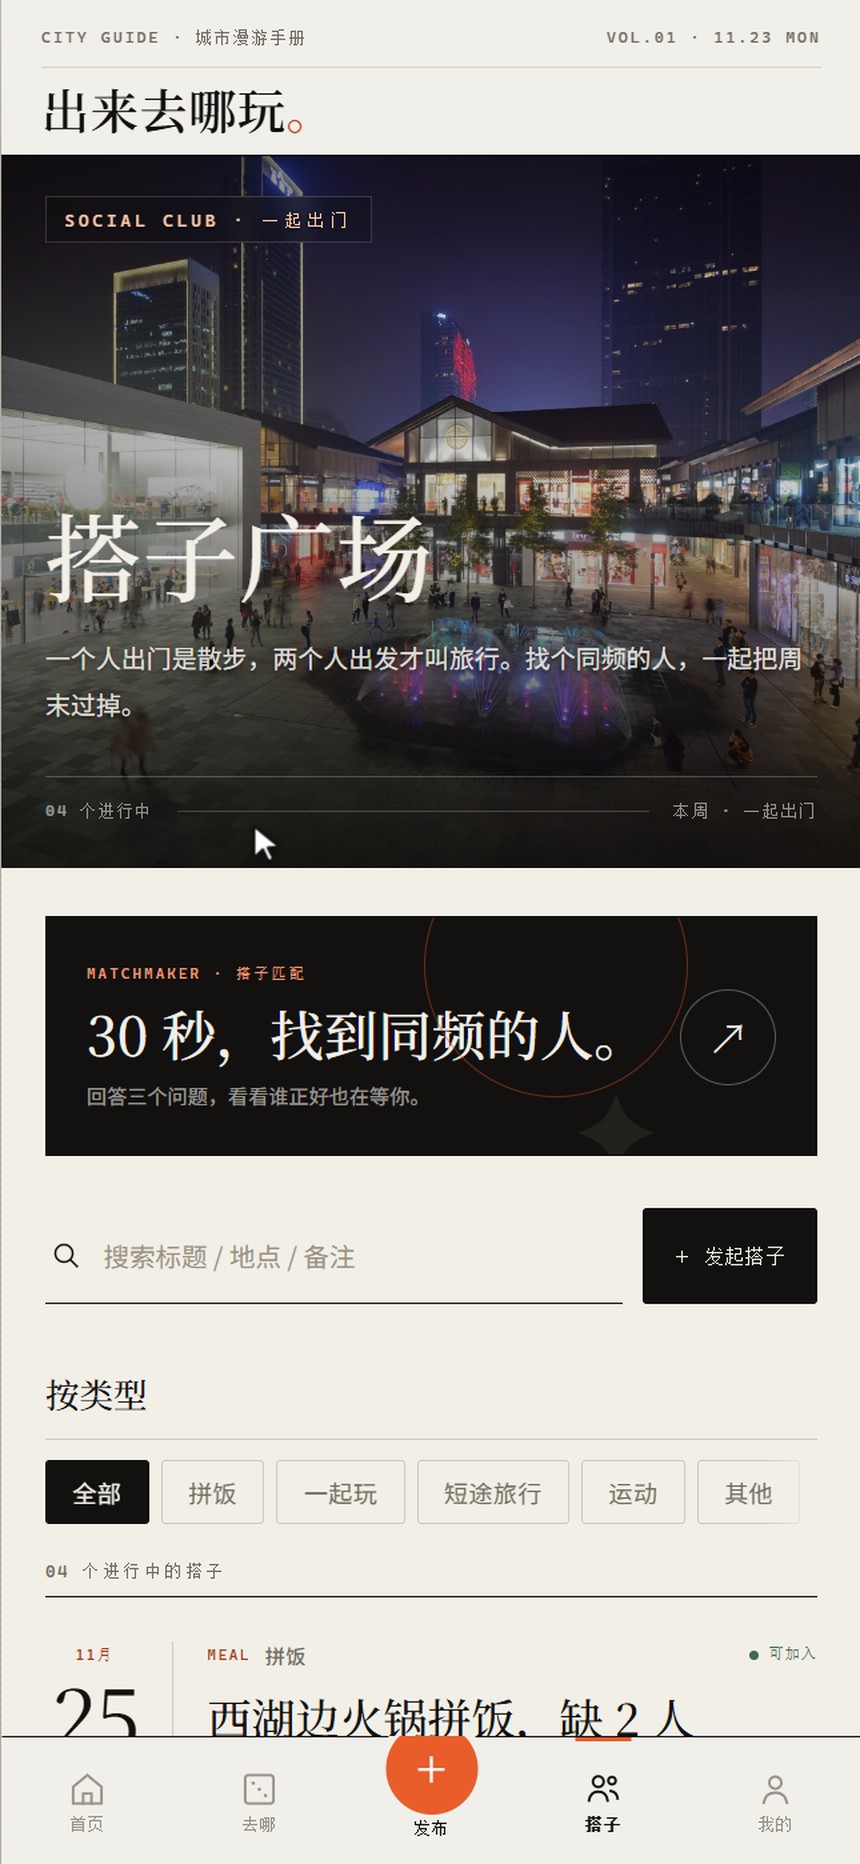 CITY GUIDE · 城市漫游手册
VOL.01 · 11.23 MON
出来去哪玩。
SOCIAL CLUB · 一起出门
搭子广场
一个人出门是散步，两个人出发才叫旅行。找个同频的人，一起把周
末过掉。
04 个进行中
本周 · 一起出门
MATCHMAKER · 搭子匹配
30 秒，找到同频的人。
回答三个问题，看看谁正好也在等你。
搜索标题 / 地点 / 备注
+ 发起搭子
按类型
全部
拼饭
一起玩
短途旅行
运动
其他
04 个进行中的搭子
11月
MEAL 拼饭
可加入
25
西湖边火锅拼饭，缺 2 人
首页
去哪
发布
搭子
我的